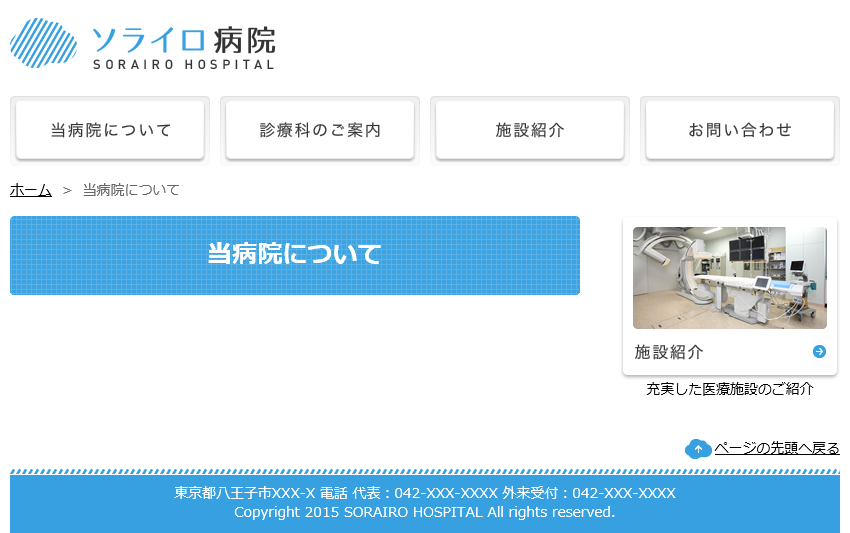 ソライロ病院
SORAIRO HOSPITAL
当病院について
診療科のご案内
施設紹介
お問い合わせ
ホーム > 当病院について
当病院について
施設紹介
充実した医療施設のご紹介
ページの先頭へ戻る
東京都八王子市XXX-X 電話 代表：042-XXX-XXXX 外来受付：042-XXX-XXXX
Copyright 2015 SORAIRO HOSPITAL All rights reserved.